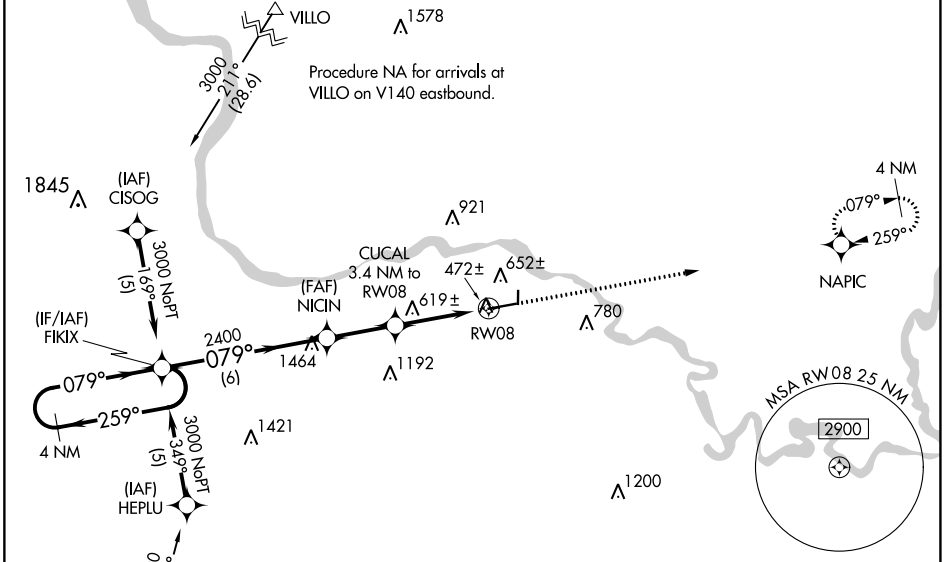 VILLO
1578
3000
211°
(28.6)
Procedure NA for arrivals at
VILLO on V140 eastbound.
1845
(IAF)
CISOG
3000 NoPT
169°
(5)
4 NM
079°
259°
NAPIC
921
CUCAL
3.4 NM to
RW08
472±
652±
(FAF)
NICIN
619±
RW08
780
(IF/IAF)
FIKIX
2400
079°
(6)
1464
1192
079°
259°
4 NM
1421
3000 NoPT
349°
(5)
(IAF)
HEPLU
1200
MSA RW08 25 NM
2900